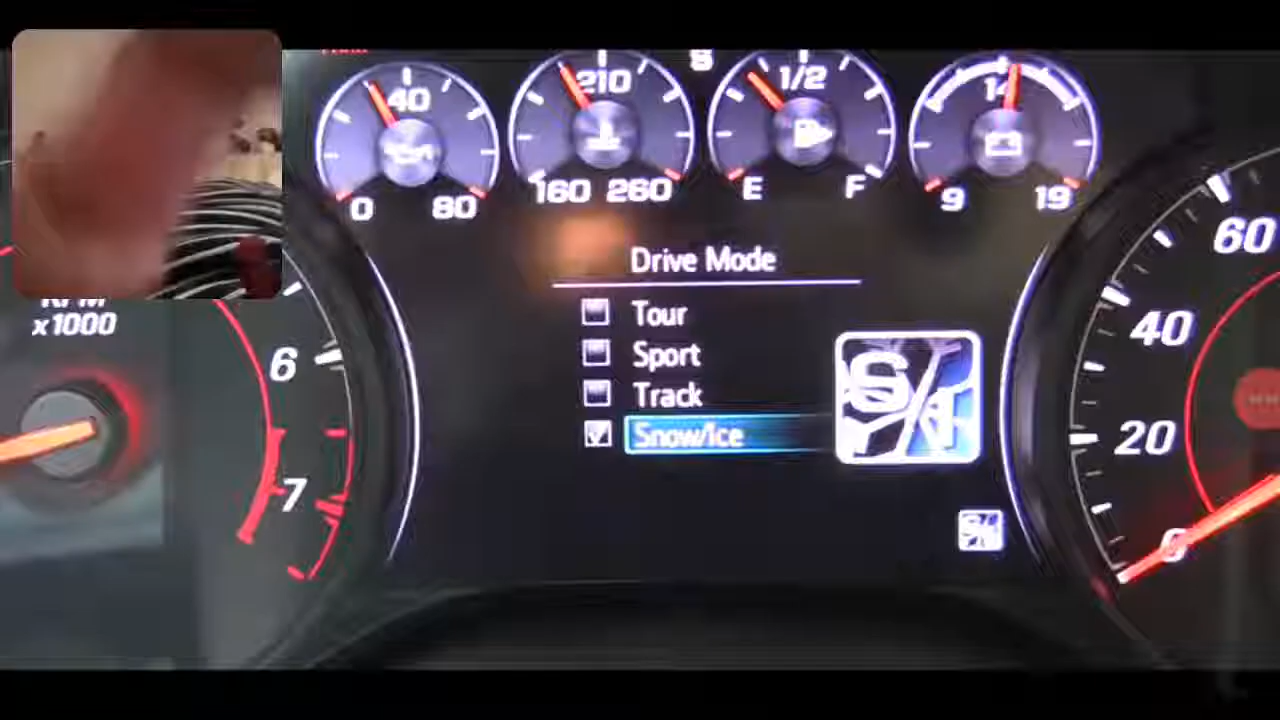 40
0 80
210
160 260
S
1/2
E F
14
9 19
RPM
x1000
6
7
Drive Mode
Tour
Sport
Track
Snow/Ice
S/I
S/I
60
40
20
0